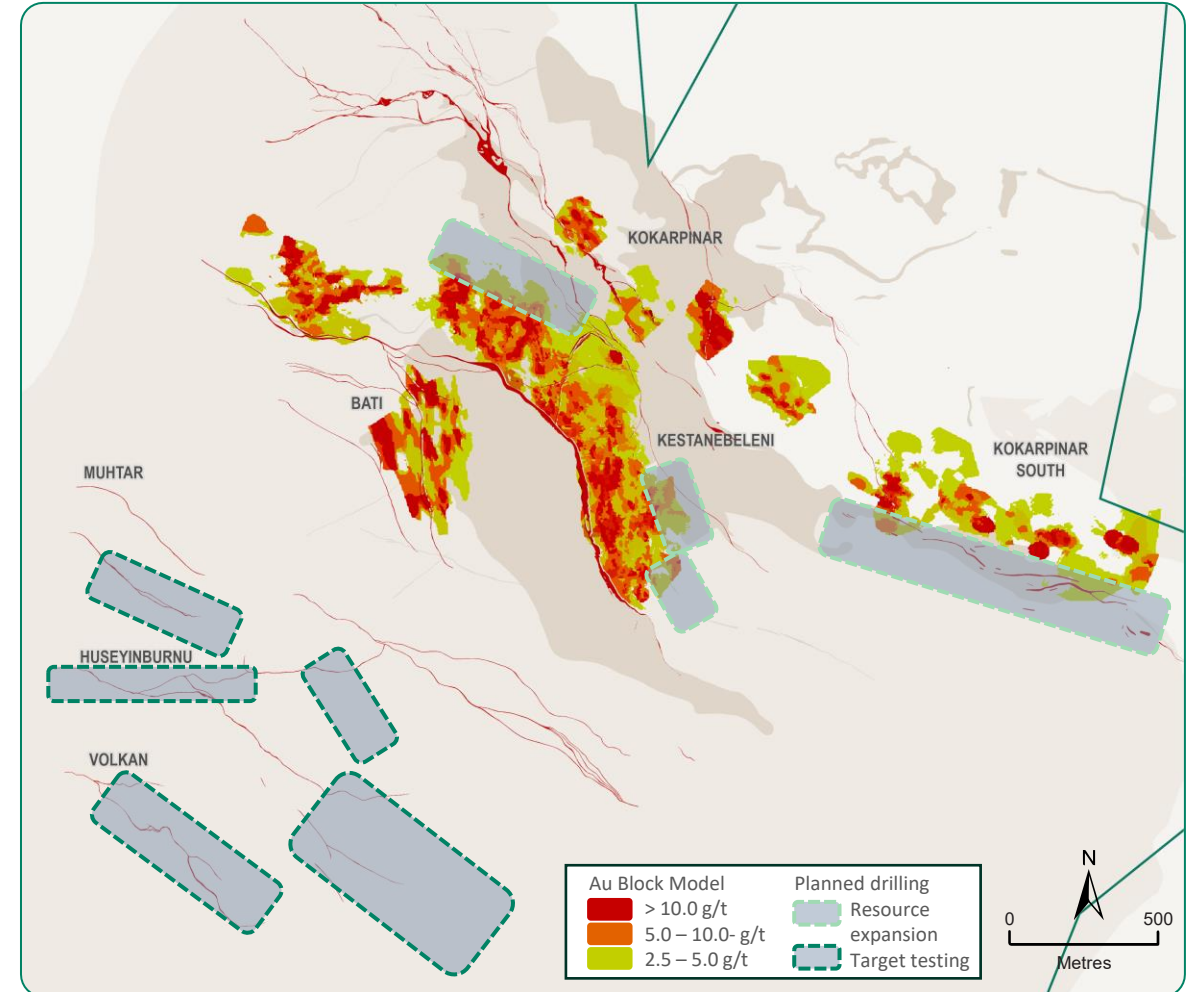 KOKARPINAR
BATI
KESTANEBELENI
KOKARPINAR
SOUTH
MUHTAR
HUSEYINBURNU
VOLKAN
Au Block Model
> 10.0 g/t
5.0 – 10.0- g/t
2.5 – 5.0 g/t
Planned drilling
Resource
expansion
Target testing
N
0 500
Metres